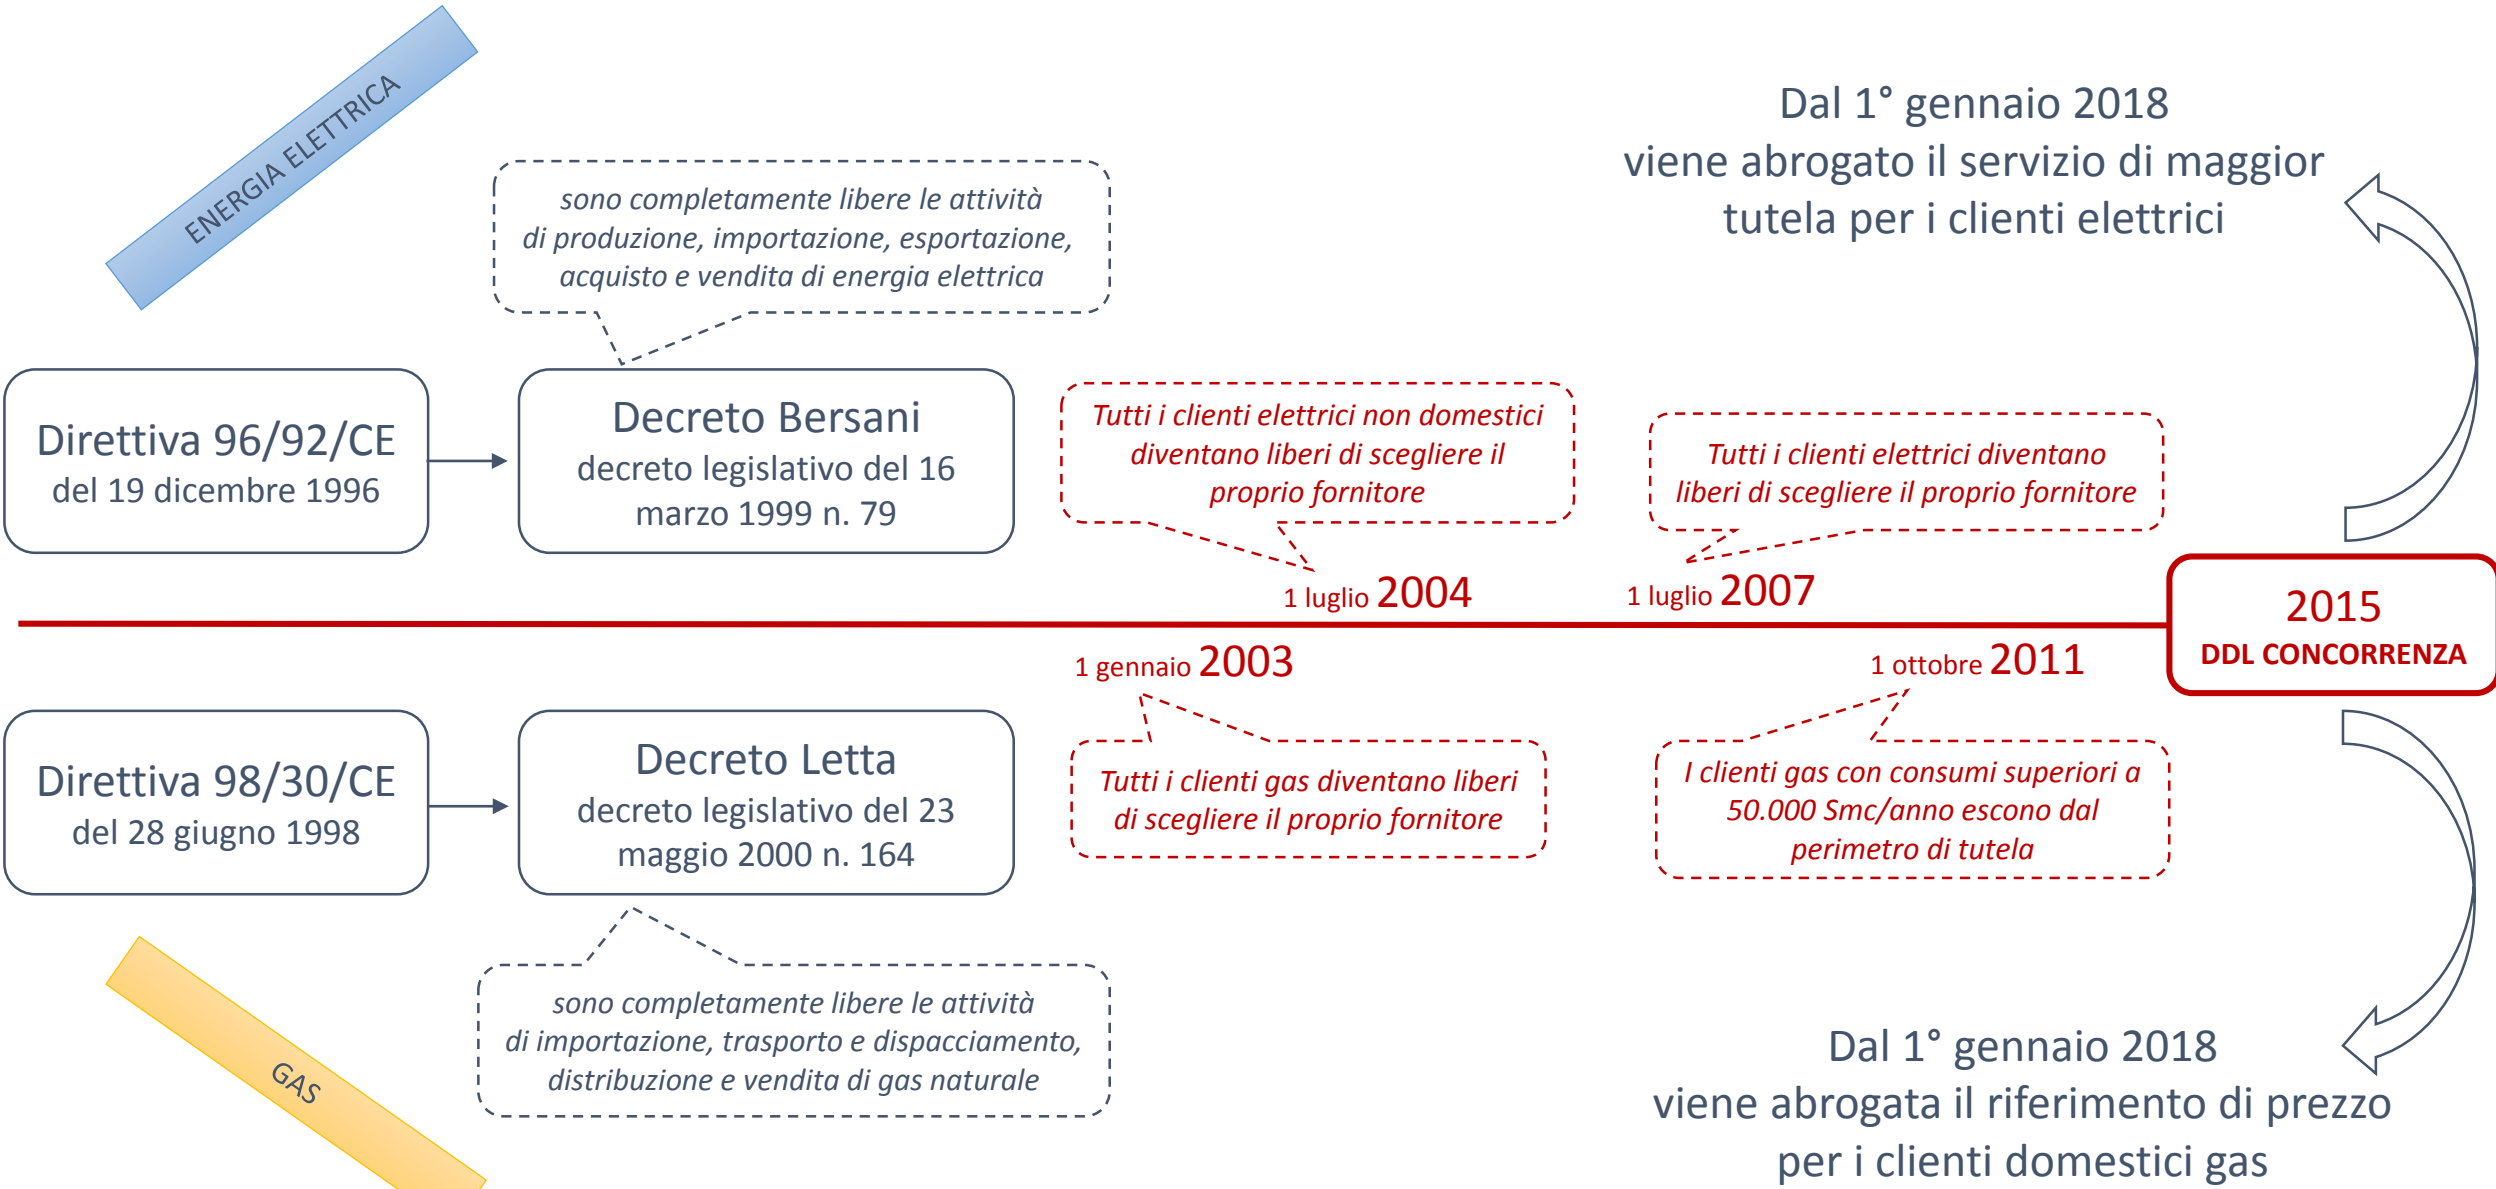 ENERGIA ELETTRICA
Dal 1° gennaio 2018
viene abrogato il servizio di maggior
tutela per i clienti elettrici
sono completamente libere le attività
di produzione, importazione, esportazione,
acquisto e vendita di energia elettrica
Direttiva 96/92/CE
del 19 dicembre 1996
Decreto Bersani
decreto legislativo del 16
marzo 1999 n. 79
Tutti i clienti elettrici non domestici
diventano liberi di scegliere il
proprio fornitore
Tutti i clienti elettrici diventano
liberi di scegliere il proprio fornitore
1 luglio 2004
1 luglio 2007
2015
DDL CONCORRENZA
1 gennaio 2003
1 ottobre 2011
Direttiva 98/30/CE
del 28 giugno 1998
Decreto Letta
decreto legislativo del 23
maggio 2000 n. 164
Tutti i clienti gas diventano liberi
di scegliere il proprio fornitore
I clienti gas con consumi superiori a
50.000 Smc/anno escono dal
perimetro di tutela
sono completamente libere le attività
di importazione, trasporto e dispacciamento,
distribuzione e vendita di gas naturale
GAS
Dal 1° gennaio 2018
viene abrogata il riferimento di prezzo
per i clienti domestici gas